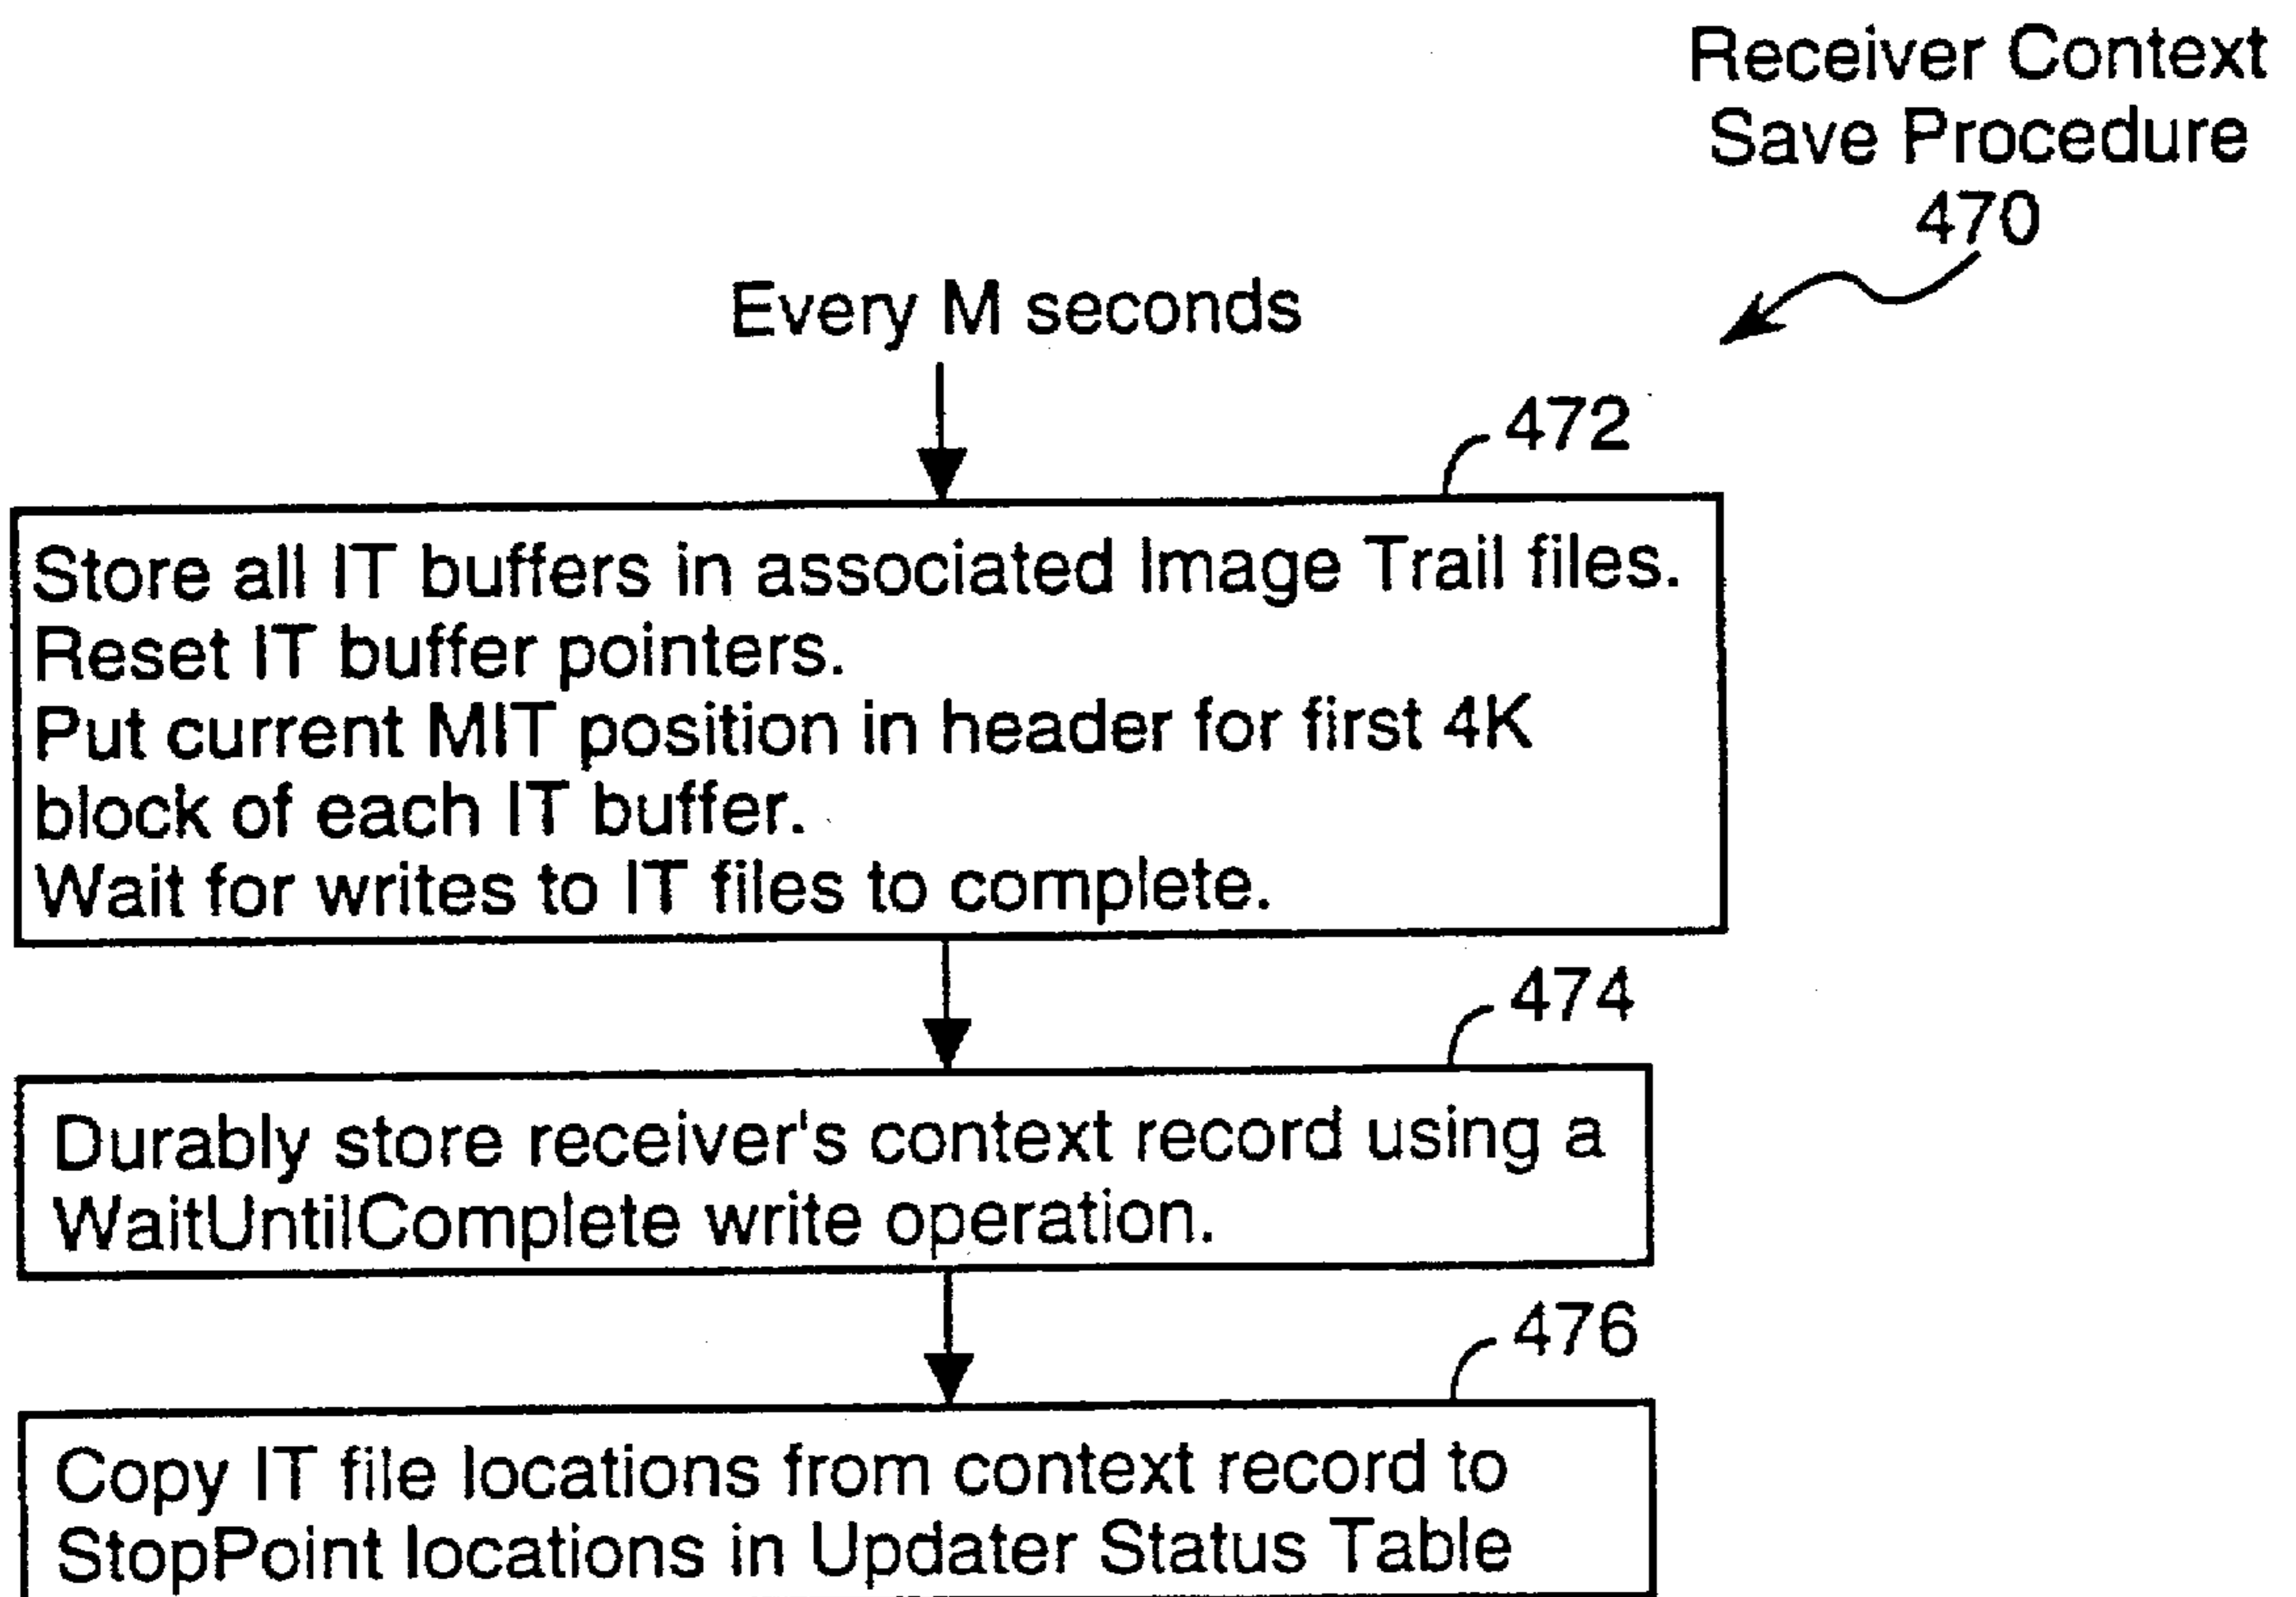 Receiver Context
Save Procedure
470
Every M seconds
472
Store all IT buffers in associated Image Trail files.
Reset IT buffer pointers.
Put current MIT position in header for first 4K
block of each IT buffer.
Wait for writes to IT files to complete.
474
Durably store receiver's context record using a
WaitUntilComplete write operation.
476
Copy IT file locations from context record to
StopPoint locations in Updater Status Table